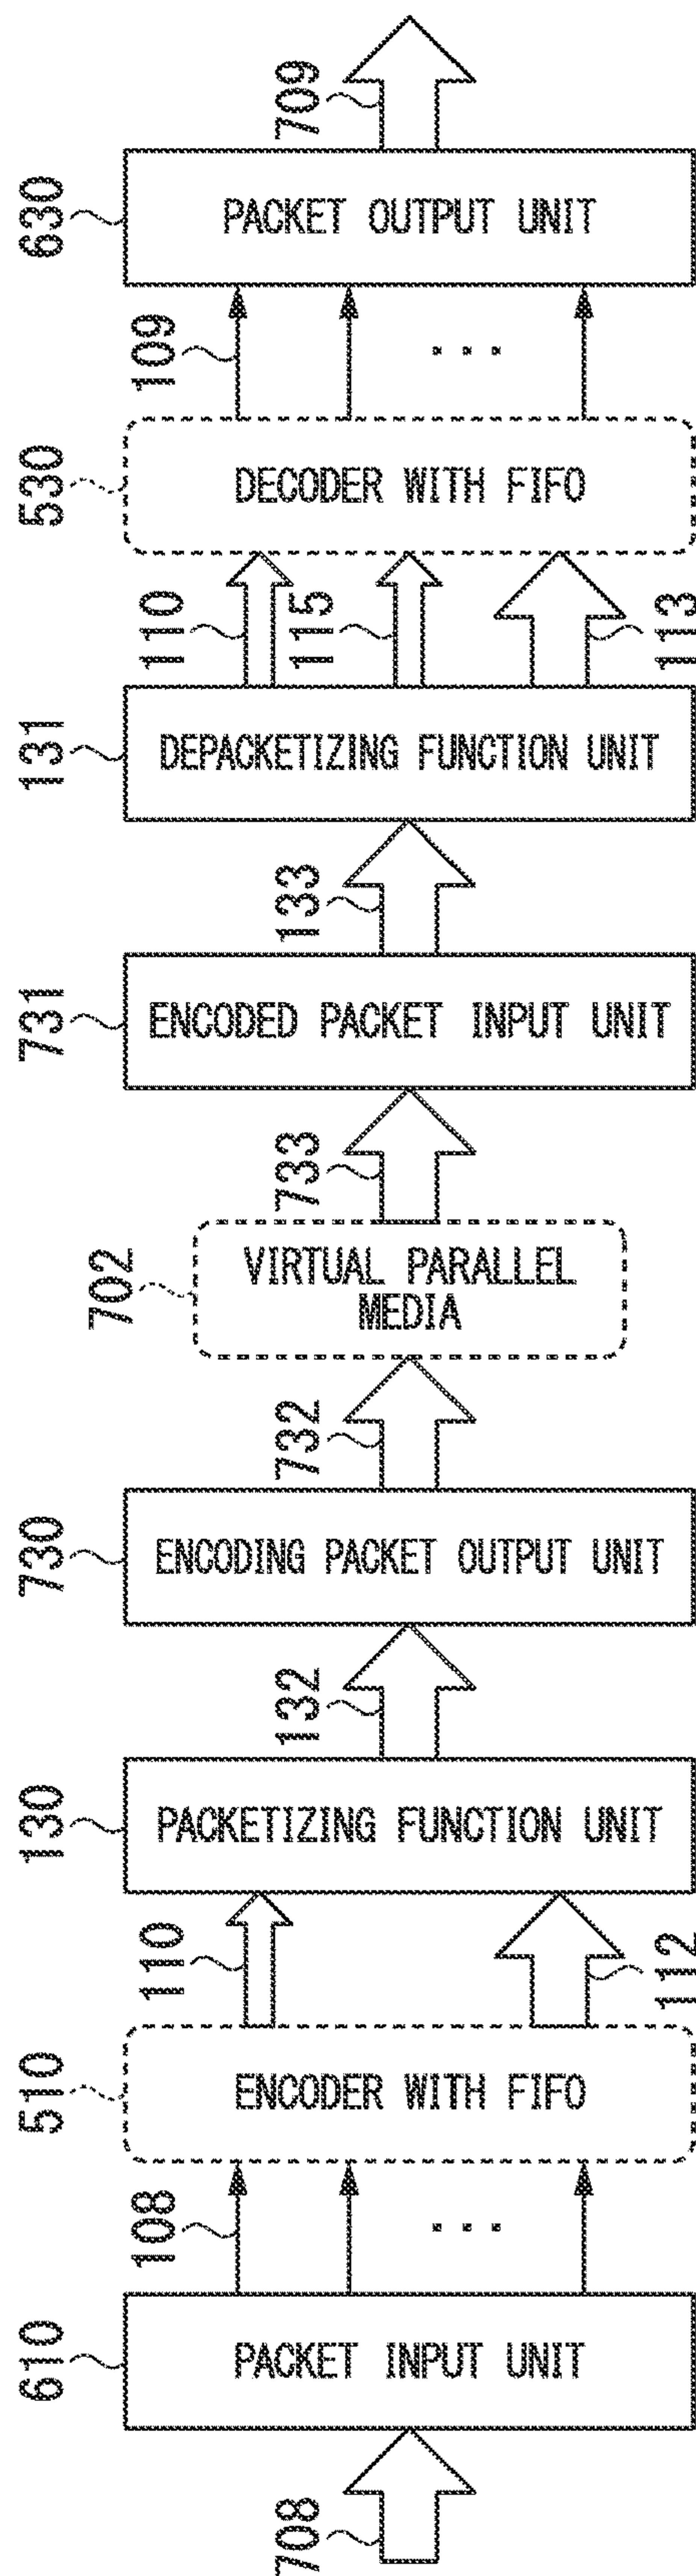 709
630
PACKET OUTPUT UNIT
109
...
530
DECODER WITH FIFO
110
115
113
131
DEPACKETIZING FUNCTION UNIT
133
731
ENCODED PACKET INPUT UNIT
733
702
VIRTUAL PARALLEL
MEDIA
732
730
ENCODING PACKET OUTPUT UNIT
132
130
PACKETIZING FUNCTION UNIT
110
112
510
ENCODER WITH FIFO
108
...
610
PACKET INPUT UNIT
708